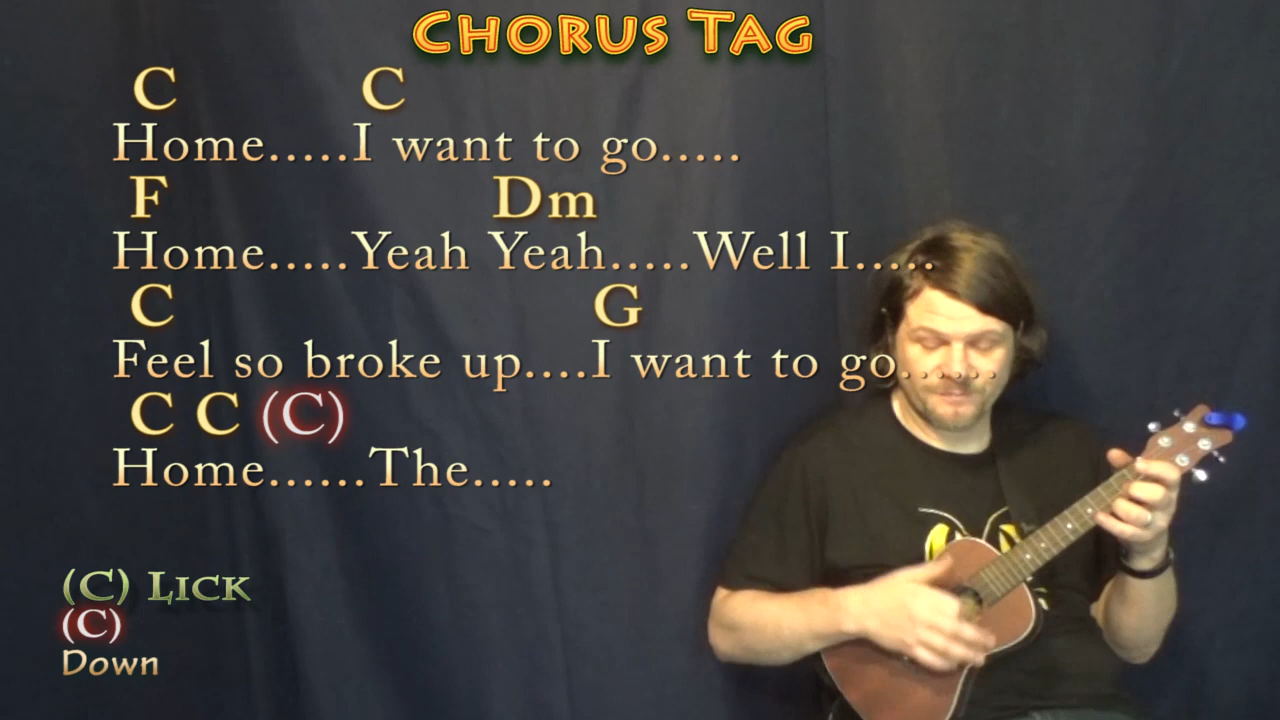 CHORUS TAG
C C
Home.....I want to go.....
F Dm
Home.....Yeah Yeah.....Well I.....
C G
Feel so broke up....I want to go......
C C (C)
Home......The.....
(C) LICK
(C)
Down